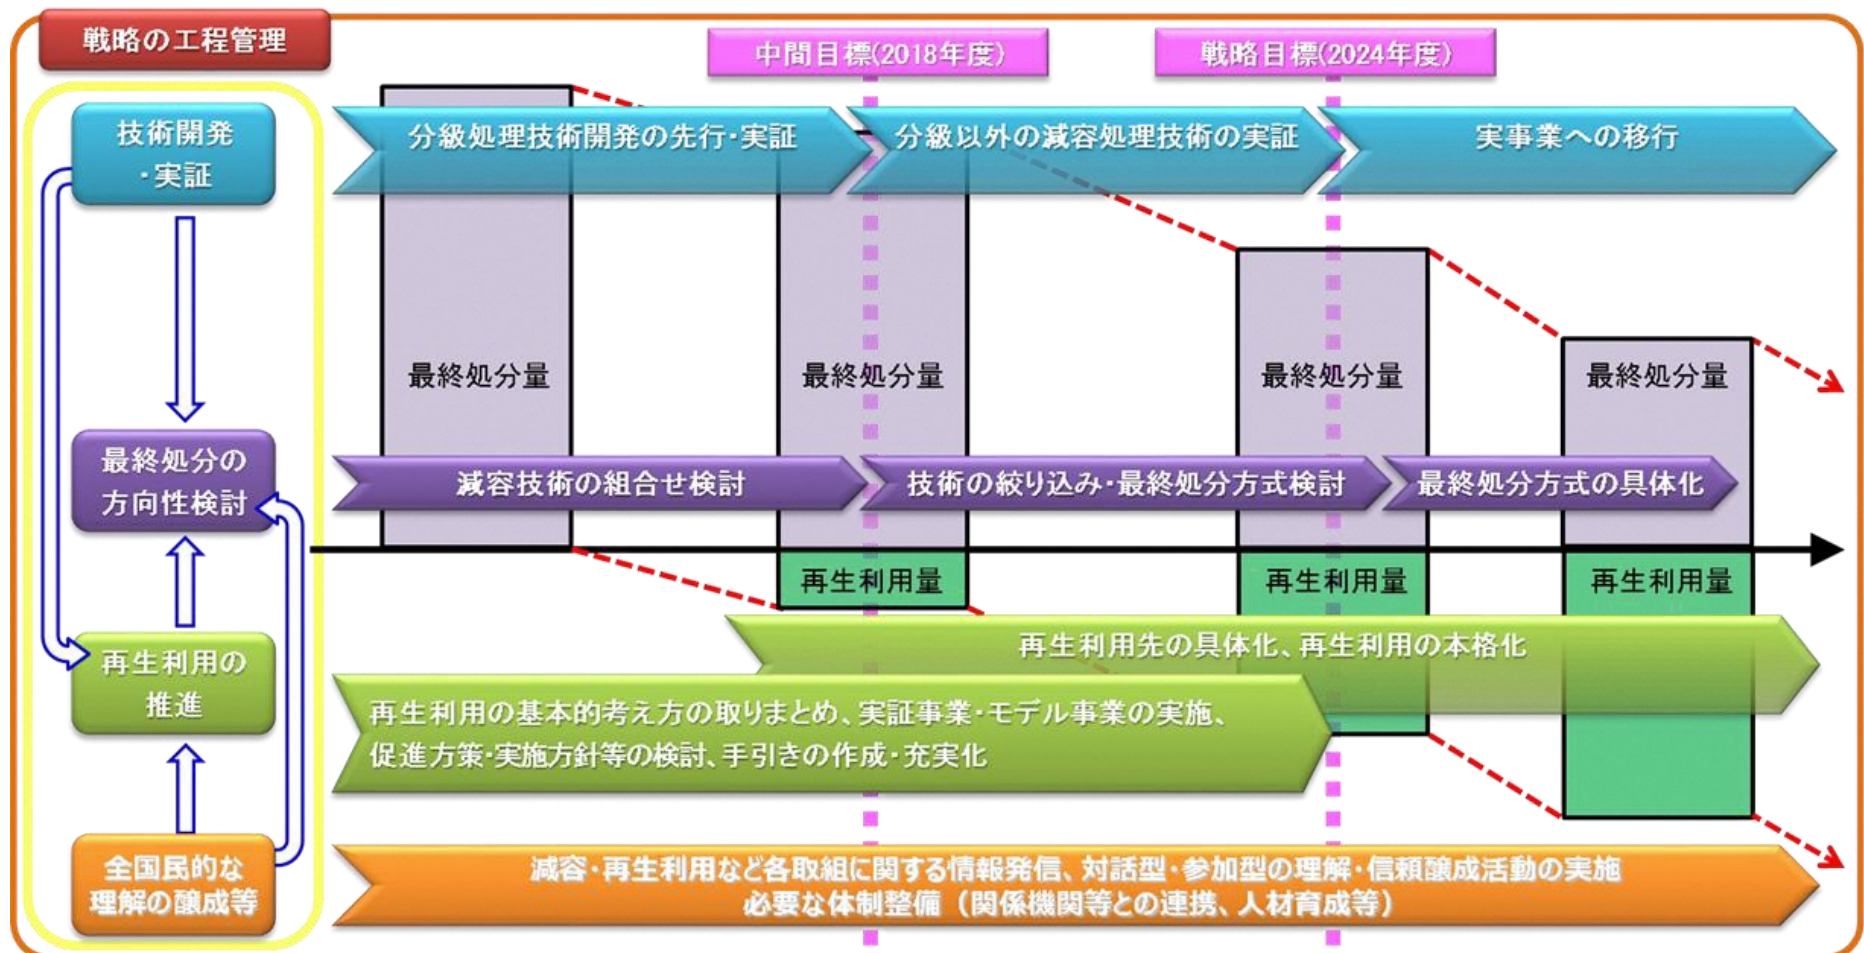 戦略の工程管理
中間目標(2018年度)
戦略目標(2024年度)
技術開発
・実証
分級処理技術開発の先行・実証
分級以外の減容処理技術の実証
実事業への移行
最終処分量
最終処分量
最終処分量
最終処分量
最終処分の
方向性検討
減容技術の組合せ検討
技術の絞り込み・最終処分方式検討
最終処分方式の具体化
再生利用量
再生利用量
再生利用量
再生利用の
推進
再生利用先の具体化、再生利用の本格化
再生利用の基本的考え方の取りまとめ、実証事業・モデル事業の実施、
促進方策・実施方針等の検討、手引きの作成・充実化
全国民的な
理解の醸成等
減容・再生利用など各取組に関する情報発信、対話型・参加型の理解・信頼醸成活動の実施
必要な体制整備（関係機関等との連携、人材育成等）